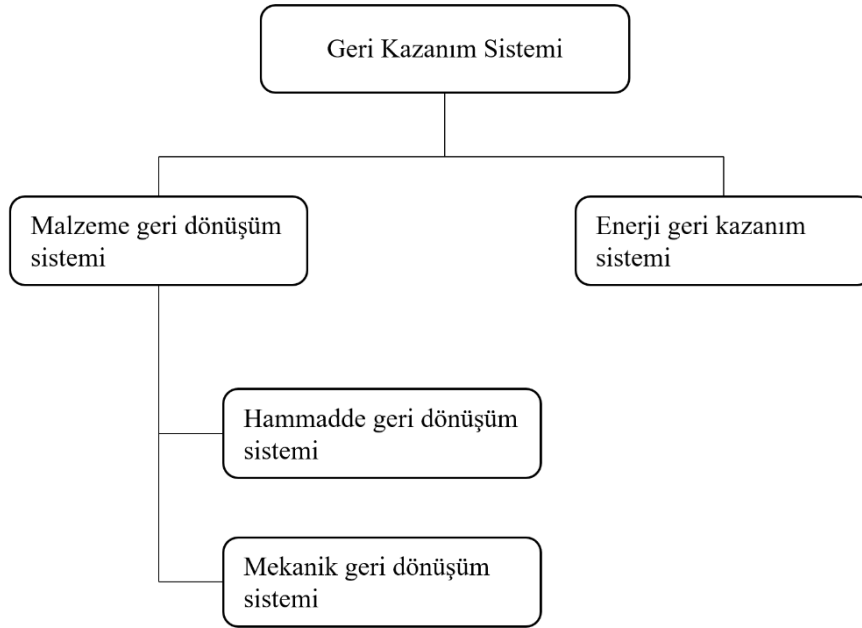 Geri Kazanım Sistemi
Malzeme geri dönüşüm
sistemi
Enerji geri kazanım
sistemi
Hammadde geri dönüşüm
sistemi
Mekanik geri dönüşüm
sistemi